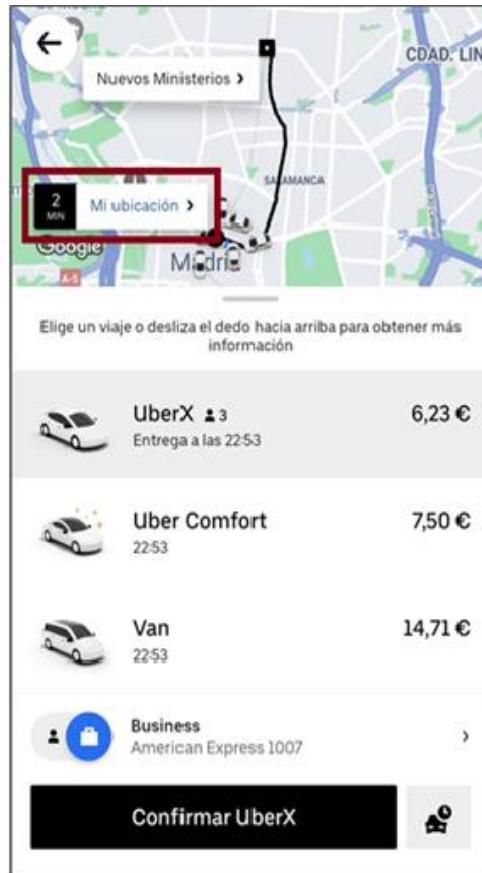 CDAD. LIN
Nuevos Ministerios >
SALAMANCA
2
MIN
Mi ubicación >
Google
Madrid
A-5
Elige un viaje o desliza el dedo hacia arriba para obtener más
información
UberX 3
6,23 €
Entrega a las 22:53
Uber Comfort
7,50 €
22:53
Van
14,71 €
22:53
Business
American Express 1007
>
Confirmar UberX